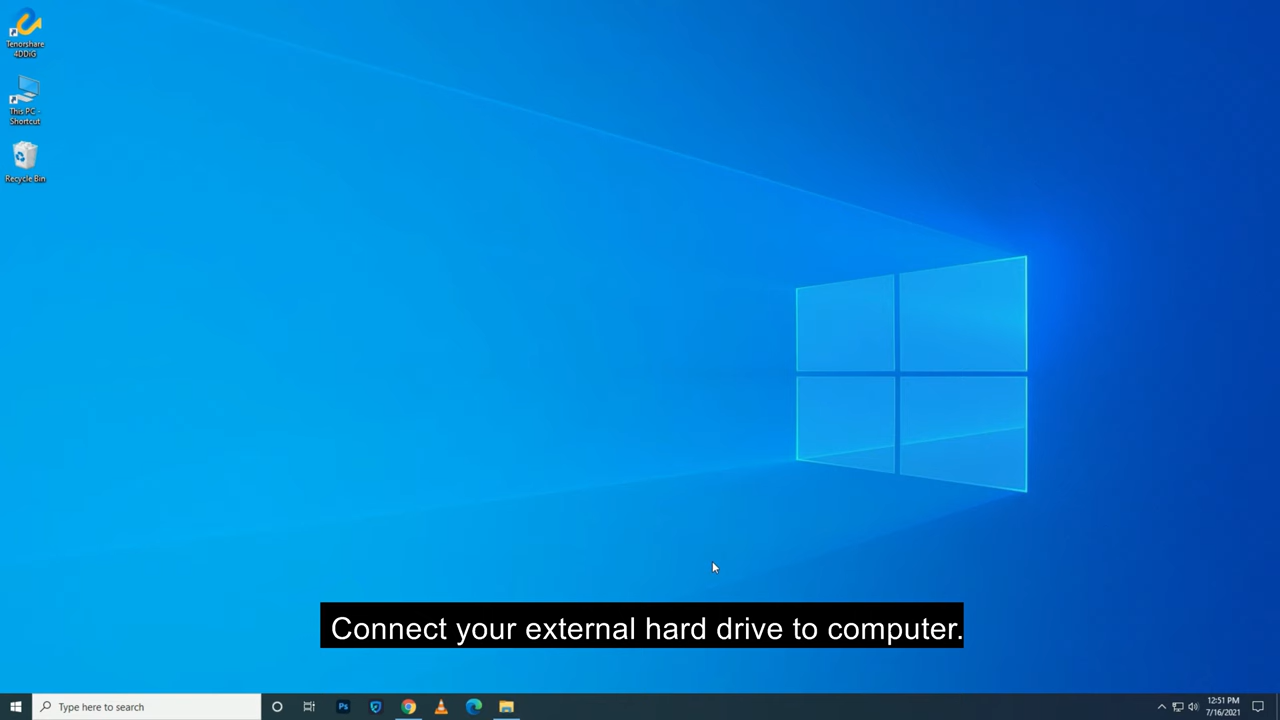 Tenorshare
4DDiG
This PC -
Shortcut
Recycle Bin
Connect your external hard drive to computer.
Type here to search
Ps
12:51 PM
7/16/2021